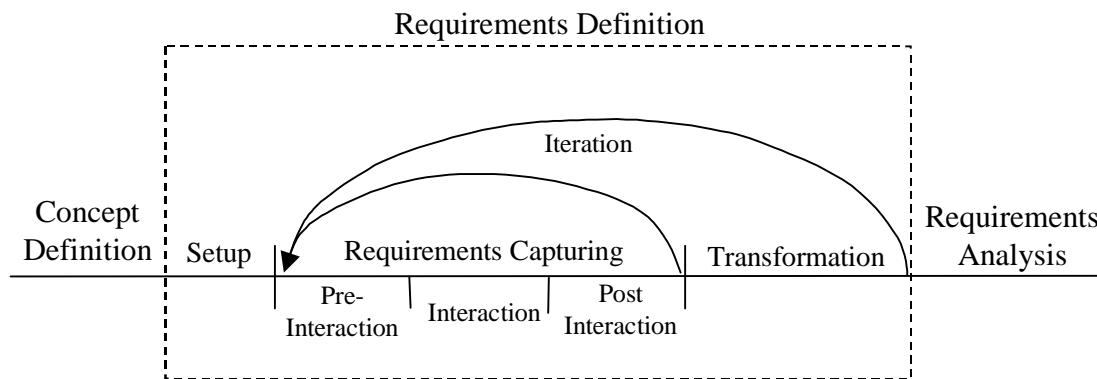 Requirements Definition
Iteration
Concept
Definition
Setup
Requirements Capturing
Transformation
Requirements
Analysis
Pre-
Interaction
Interaction
Post
Interaction